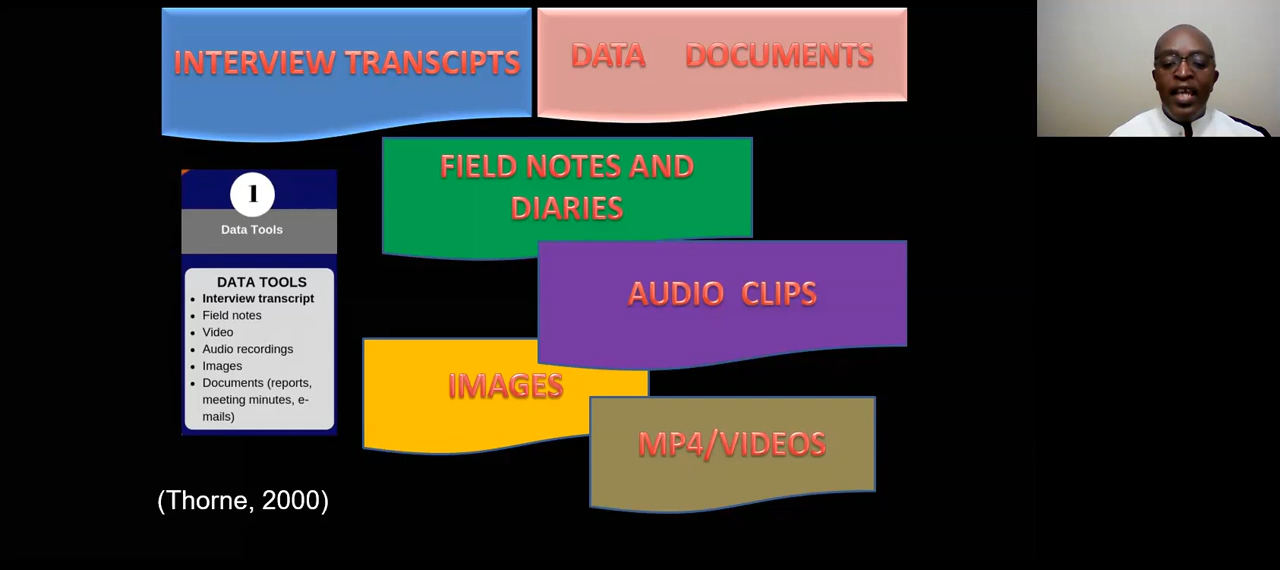 INTERVIEW TRANSCIPTS
DATA DOCUMENTS
FIELD NOTES AND
DIARIES
1
Data Tools
DATA TOOLS
• Interview transcript
• Field notes
• Video
• Audio recordings
• Images
• Documents (reports,
meeting minutes, e-
mails)
AUDIO CLIPS
IMAGES
MP4/VIDEOS
(Thorne, 2000)